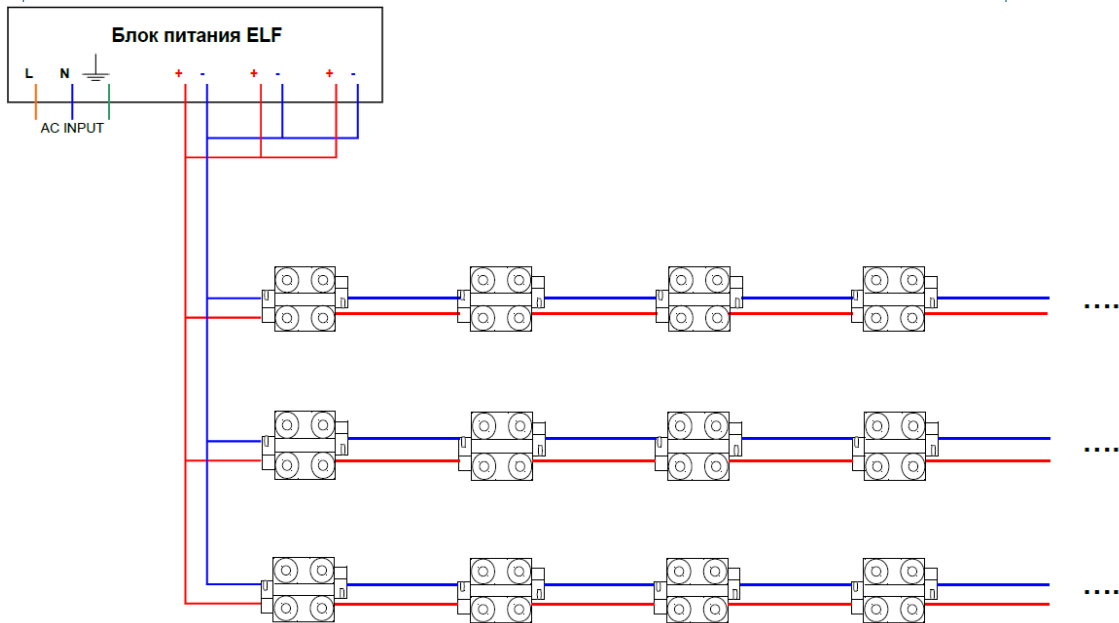 Блок питания ELF
L N + - + - + -
AC INPUT
....
....
....